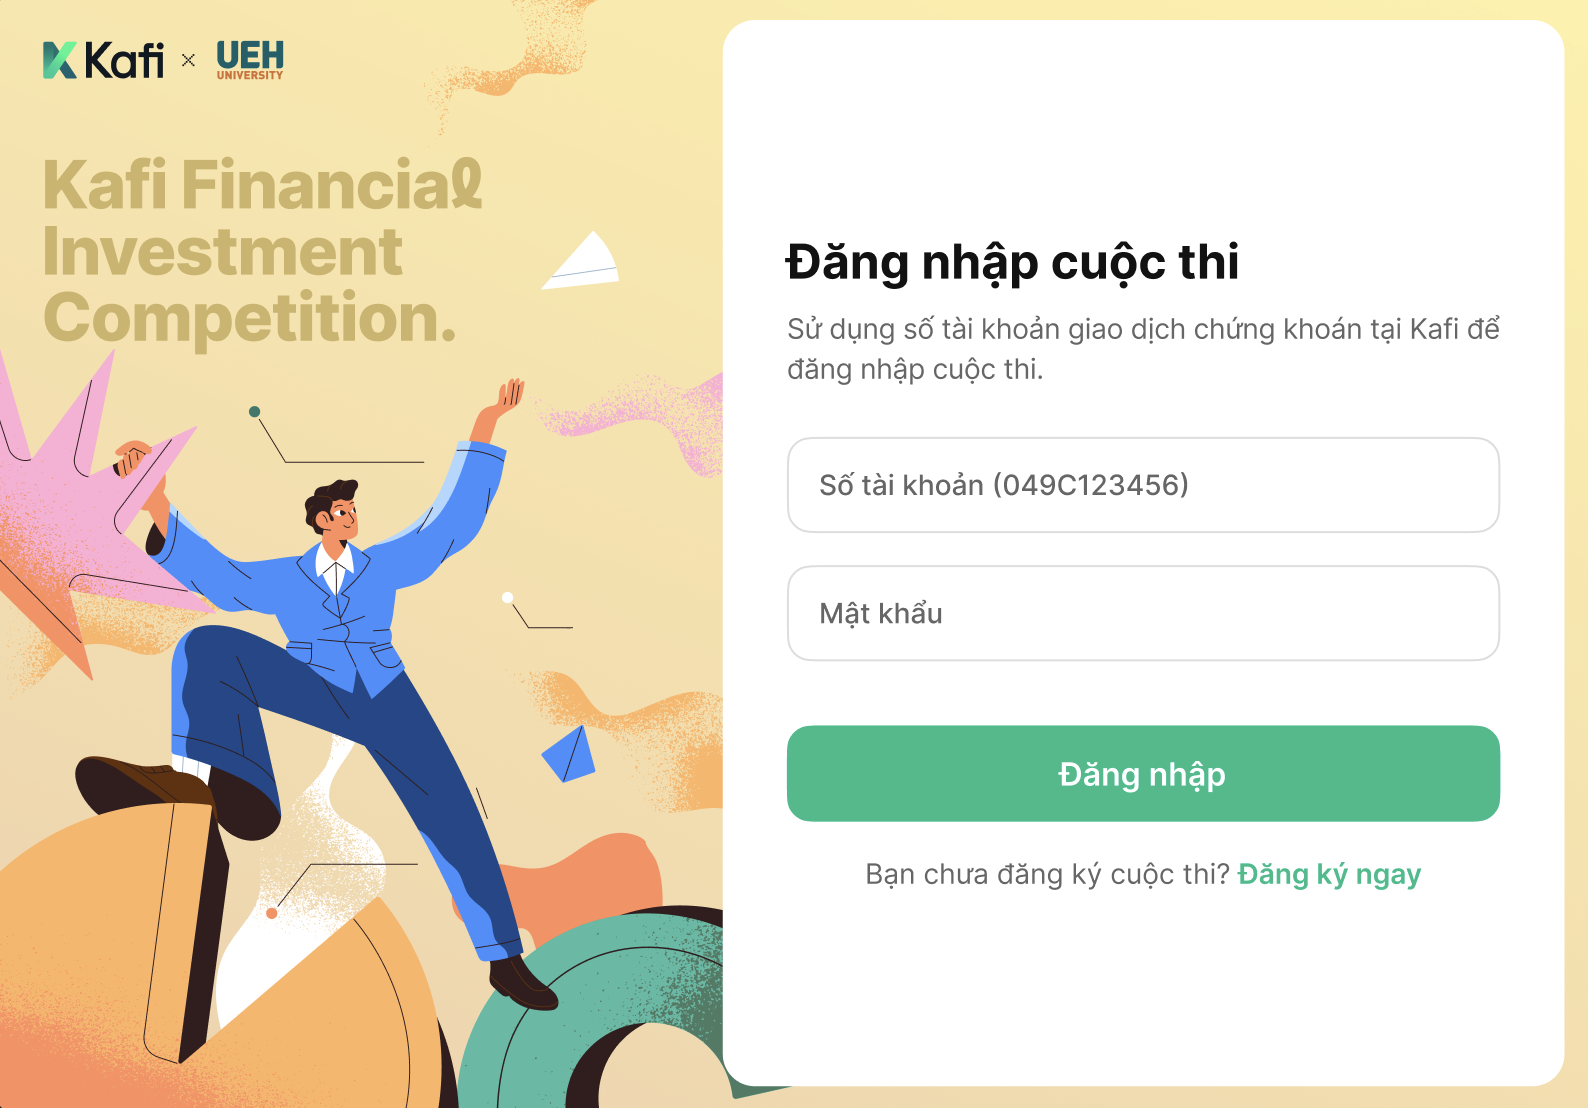 Kafi × UEH
UNIVERSITY
Kafi Financial
Investment
Competition.
Đăng nhập cuộc thi
Sử dụng số tài khoản giao dịch chứng khoán tại Kafi để
đăng nhập cuộc thi.
Số tài khoản (049C123456)
Mật khẩu
Đăng nhập
Bạn chưa đăng ký cuộc thi? Đăng ký ngay